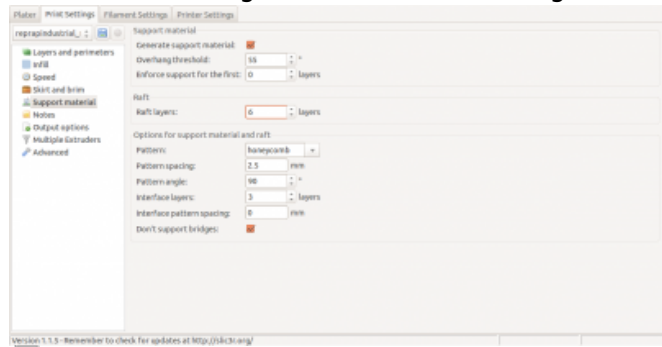 Plater Print Settings Filament Settings Printer Settings
reprapindustrial_
Layers and perimeters
Infill
Speed
Skirt and brim
Support material
Notes
Output options
Multiple Extruders
Advanced
Support material
Generate support material:
Overhang threshold: 55 °
Enforce support for the first: 0 layers
Raft
Raft layers: 6 layers
Options for support material and raft
Pattern: honeycomb
Pattern spacing: 2.5 mm
Pattern angle: 90 °
Interface layers: 3 layers
Interface pattern spacing: 0 mm
Don't support bridges:
Version 1.1.5 - Remember to check for updates at http://slic3r.org/